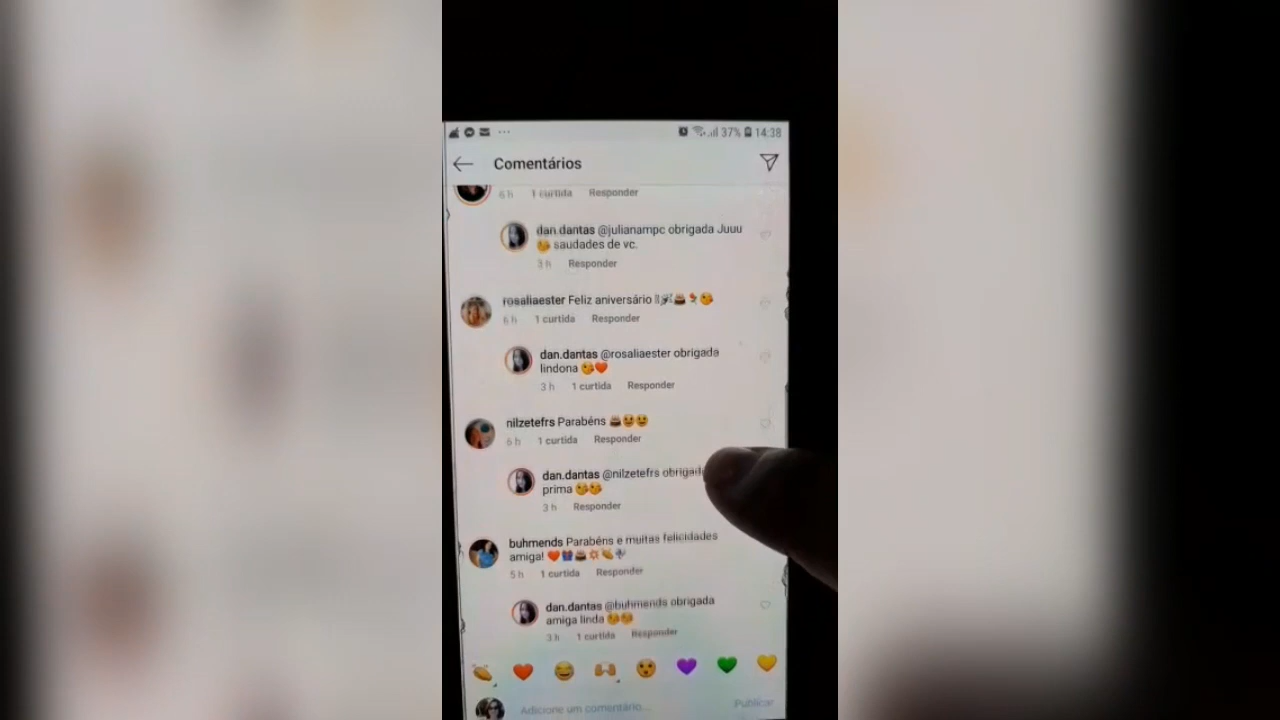 37% 14:38
Comentários
6 h 1 curtida Responder
dan.dantas @julianampc obrigada Juuu
😘 saudades de vc.
3 h Responder
rosaliaester Feliz aniversário
6 h 1 curtida Responder
dan.dantas @rosaliaester obrigada
lindona 😘❤️
3 h 1 curtida Responder
nilzetefrs Parabéns
6 h 1 curtida Responder
dan.dantas @nilzetefrs
prima 😘😘
3 h Responder
buhmends Parabéns e muitas felicidades
amiga!
5 h 1 curtida Responder
dan.dantas @buhmends obrigada
amiga linda 😘😘
3 h 1 curtida Responder
Adicione um comentário... Publicar